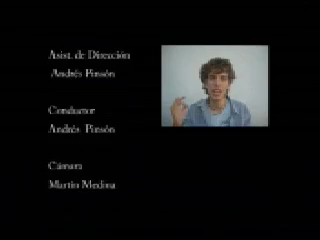 Asist. de Dirección
Andrés Pinsón
Conductor
Andrés Pinsón
Cámara
Martín Medina